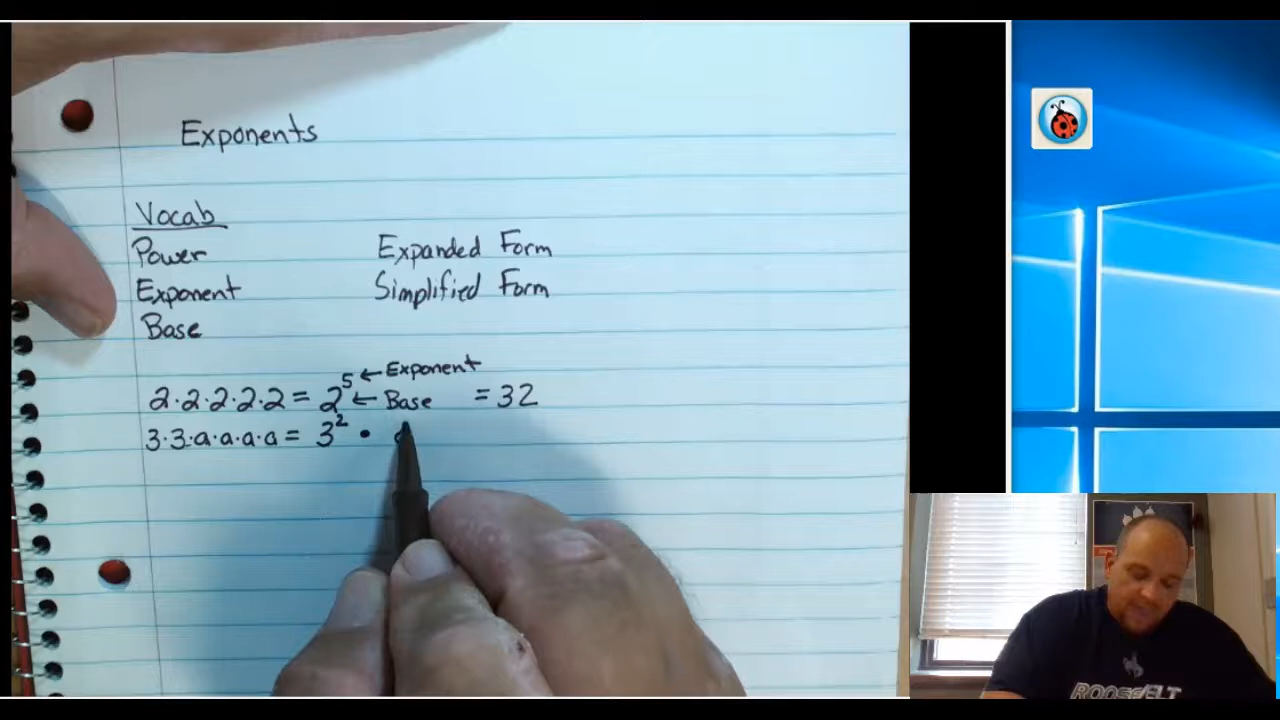 Exponents
Vocab
Power
Exponent
Base
Expanded Form
Simplified Form
2·2·2·2·2 = 2⁵ ← Exponent
← Base = 32
3·3·a·a·a·a = 3² •
ROOSEVELT